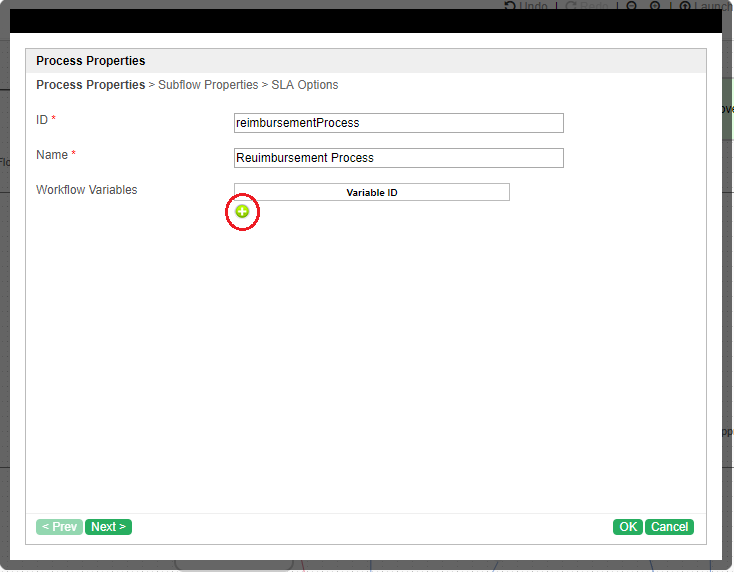 Undo Redo Launch
Process Properties
Process Properties > Subflow Properties > SLA Options
ID *
reimbursementProcess
Name *
Reuimbursement Process
Workflow Variables
Variable ID
< Prev Next > OK Cancel